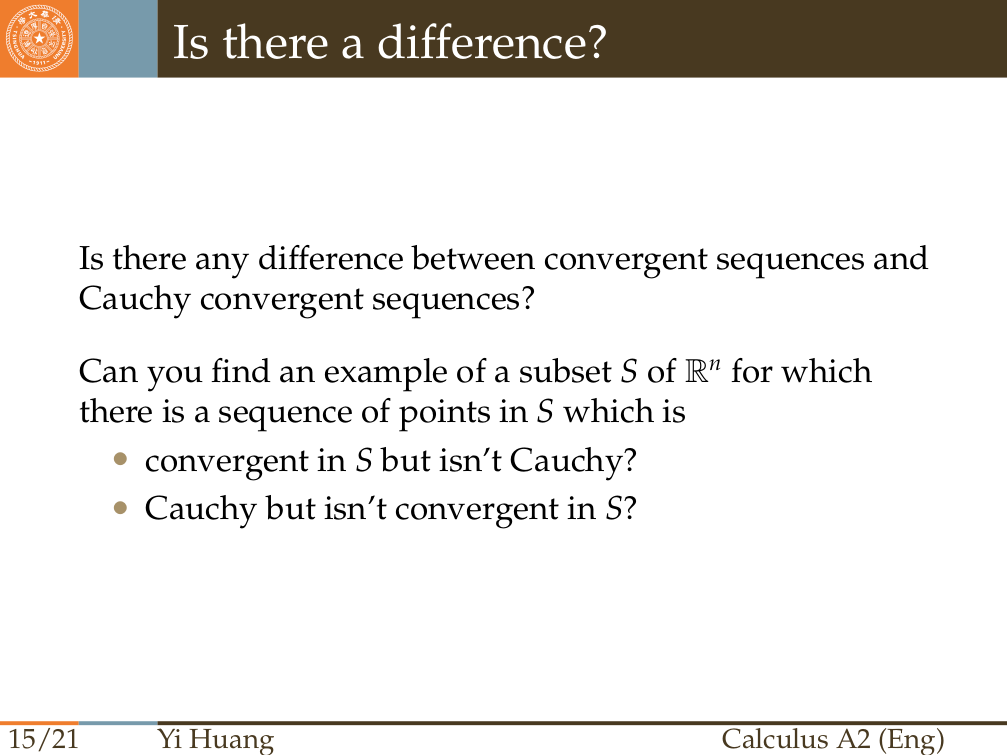 Is there a difference?
Is there any difference between convergent sequences and
Cauchy convergent sequences?
Can you find an example of a subset S of ℝⁿ for which
there is a sequence of points in S which is
• convergent in S but isn’t Cauchy?
• Cauchy but isn’t convergent in S?
15/21 Yi Huang Calculus A2 (Eng)